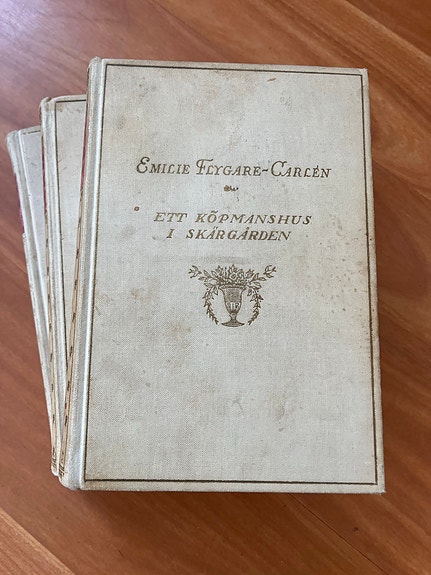 EMILIE FLYGARE-CARLÉN
ETT KÖPMANSHUS
I SKÄRGÅRDEN